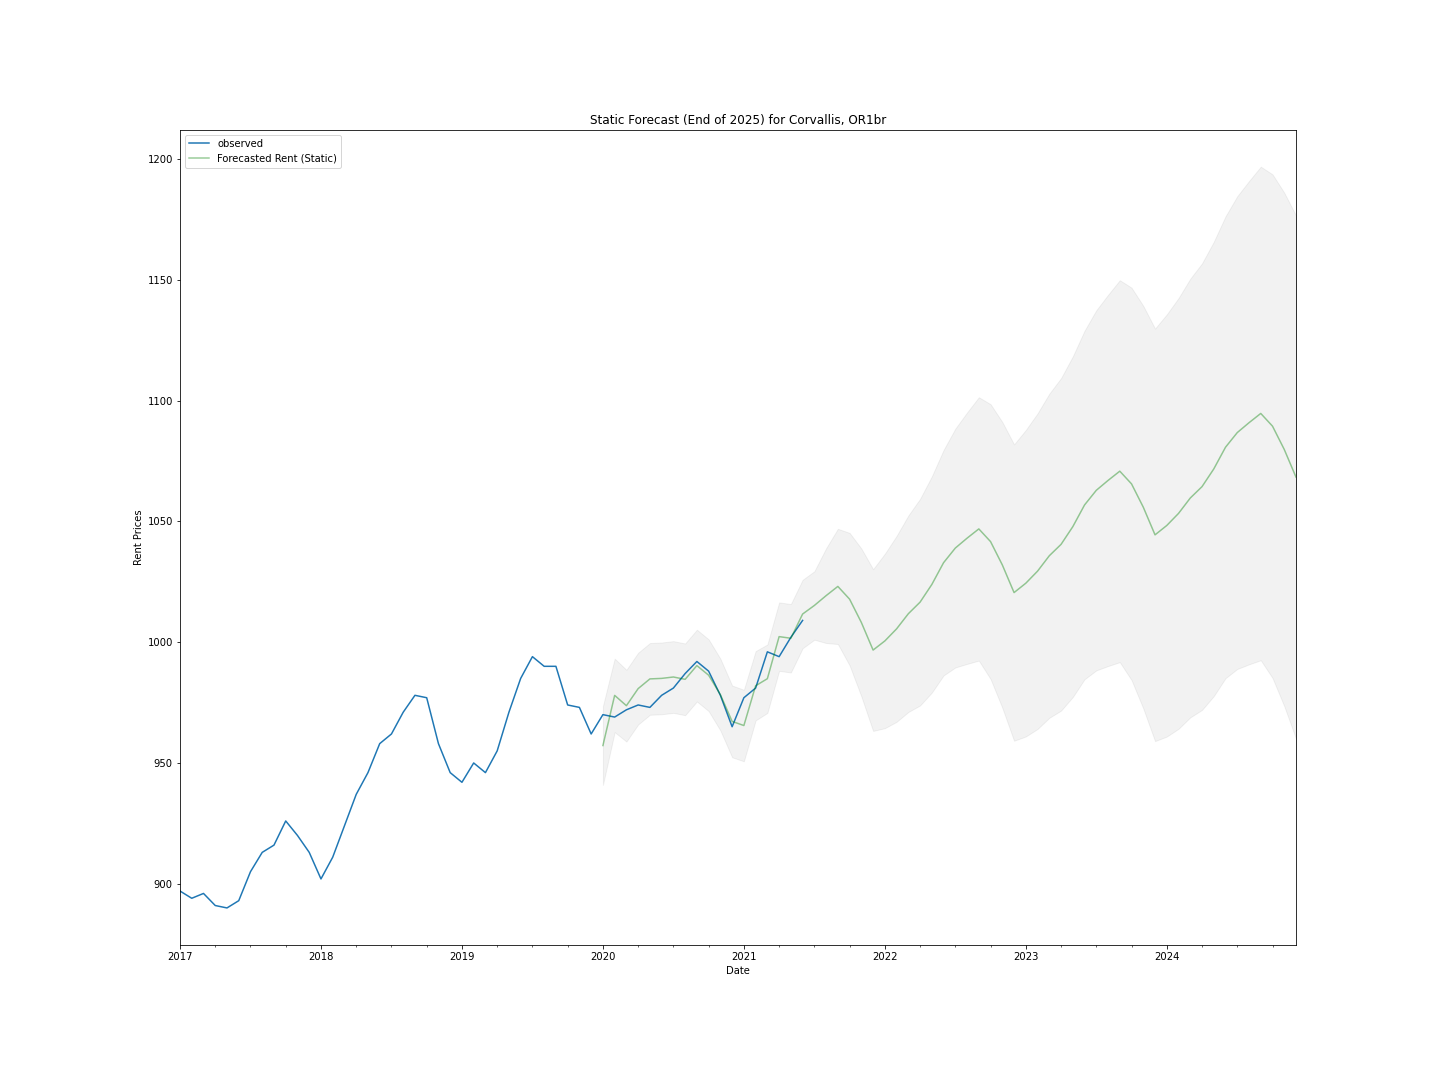 Static Forecast (End of 2025) for Corvallis, OR1br
observed
Forecasted Rent (Static)
1200
1150
1100
1050
1000
950
900
Rent Prices
2017 2018 2019 2020 2021 2022 2023 2024
Date